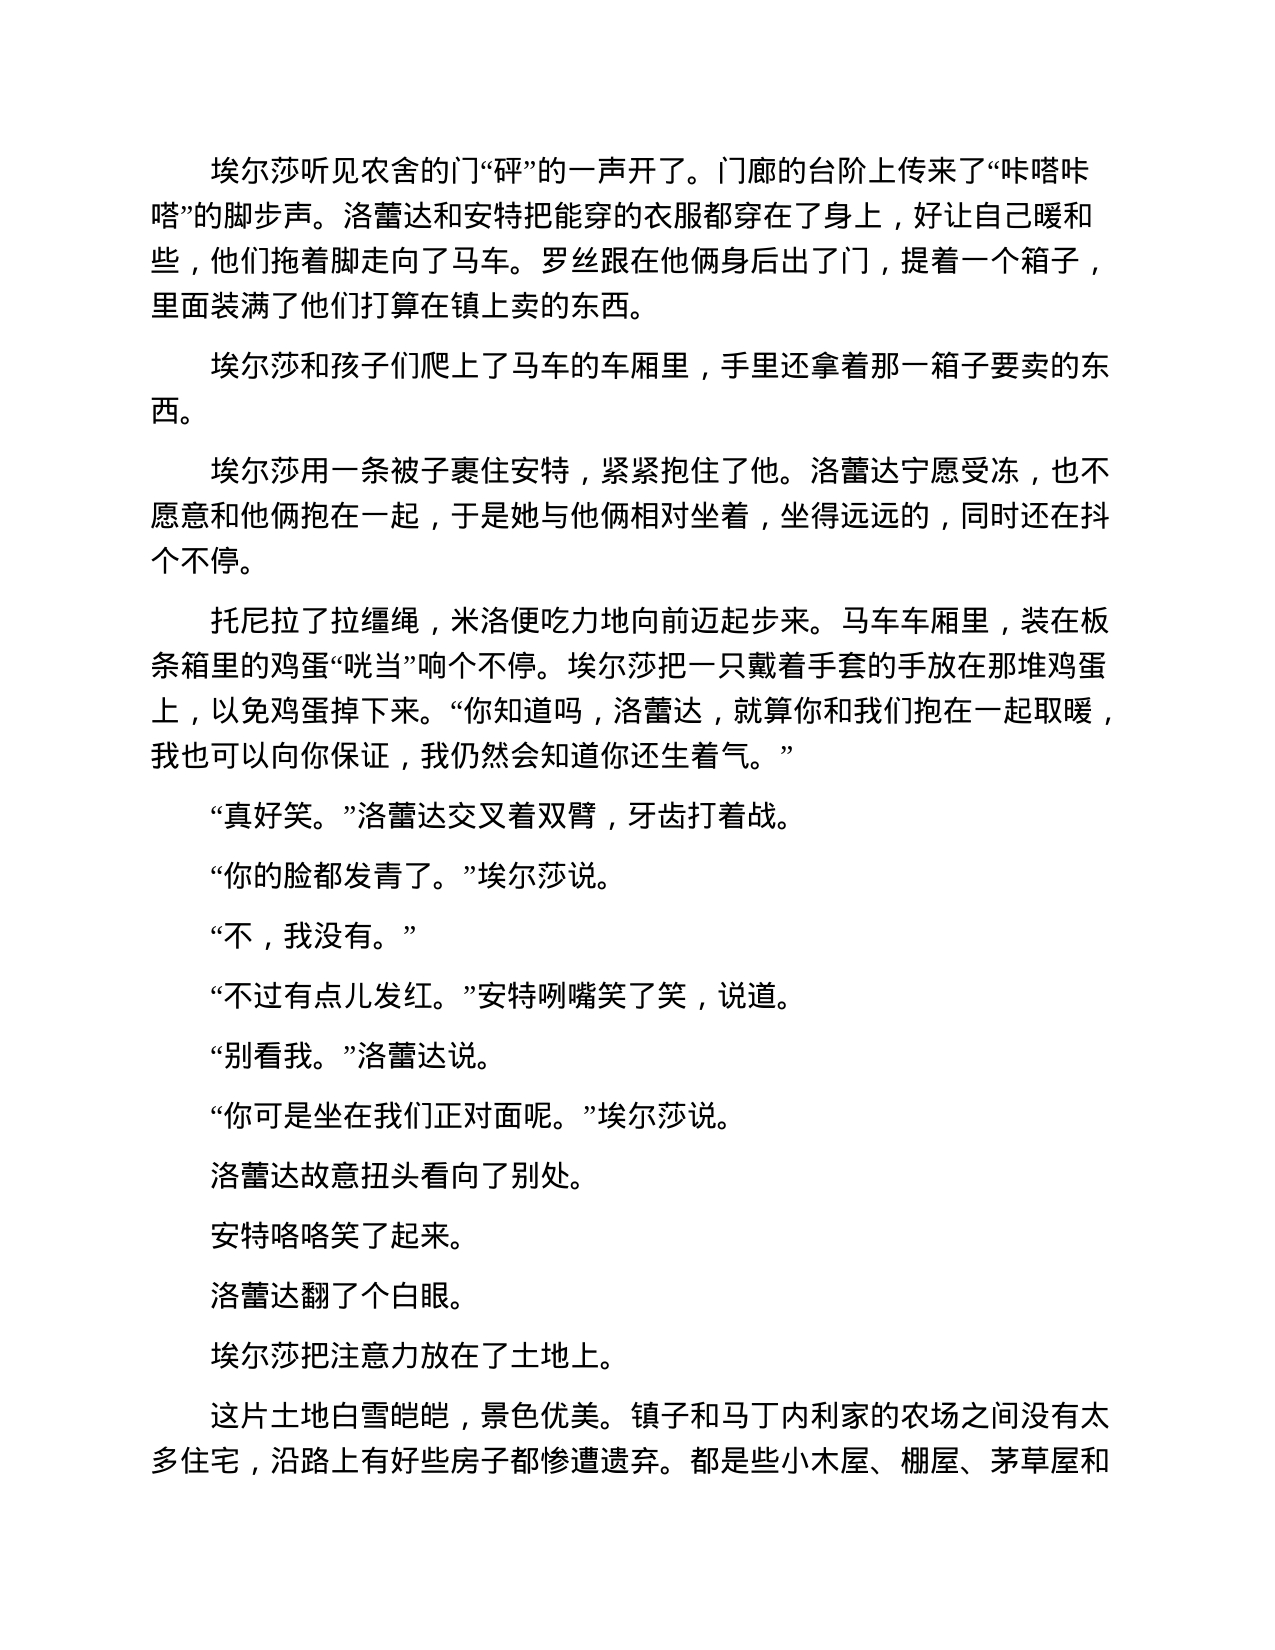 埃尔莎听见农舍的门“砰”的一声开了。门廊的台阶上传来了“咔嗒咔
嗒”的脚步声。洛蕾达和安特把能穿的衣服都穿在了身上，好让自己暖和
些，他们拖着脚走向了马车。罗丝跟在他俩身后出了门，提着一个箱子，
里面装满了他们打算在镇上卖的东西。
埃尔莎和孩子们爬上了马车的车厢里，手里还拿着那一箱子要卖的东
西。
埃尔莎用一条被子裹住安特，紧紧抱住了他。洛蕾达宁愿受冻，也不
愿意和他俩抱在一起，于是她与他俩相对坐着，坐得远远的，同时还在抖
个不停。
托尼拉了拉缰绳，米洛便吃力地向前迈起步来。马车车厢里，装在板
条箱里的鸡蛋“咣当”响个不停。埃尔莎把一只戴着手套的手放在那堆鸡蛋
上，以免鸡蛋掉下来。“你知道吗，洛蕾达，就算你和我们抱在一起取暖，
我也可以向你保证，我仍然会知道你还生着气。”
“真好笑。”洛蕾达交叉着双臂，牙齿打着战。
“你的脸都发青了。”埃尔莎说。
“不，我没有。”
“不过有点儿发红。”安特咧嘴笑了笑，说道。
“别看我。”洛蕾达说。
“你可是坐在我们正对面呢。”埃尔莎说。
洛蕾达故意扭头看向了别处。
安特咯咯笑了起来。
洛蕾达翻了个白眼。
埃尔莎把注意力放在了土地上。
这片土地白雪皑皑，景色优美。镇子和马丁内利家的农场之间没有太
多住宅，沿路上有好些房子都惨遭遗弃。都是些小木屋、棚屋、茅草屋和